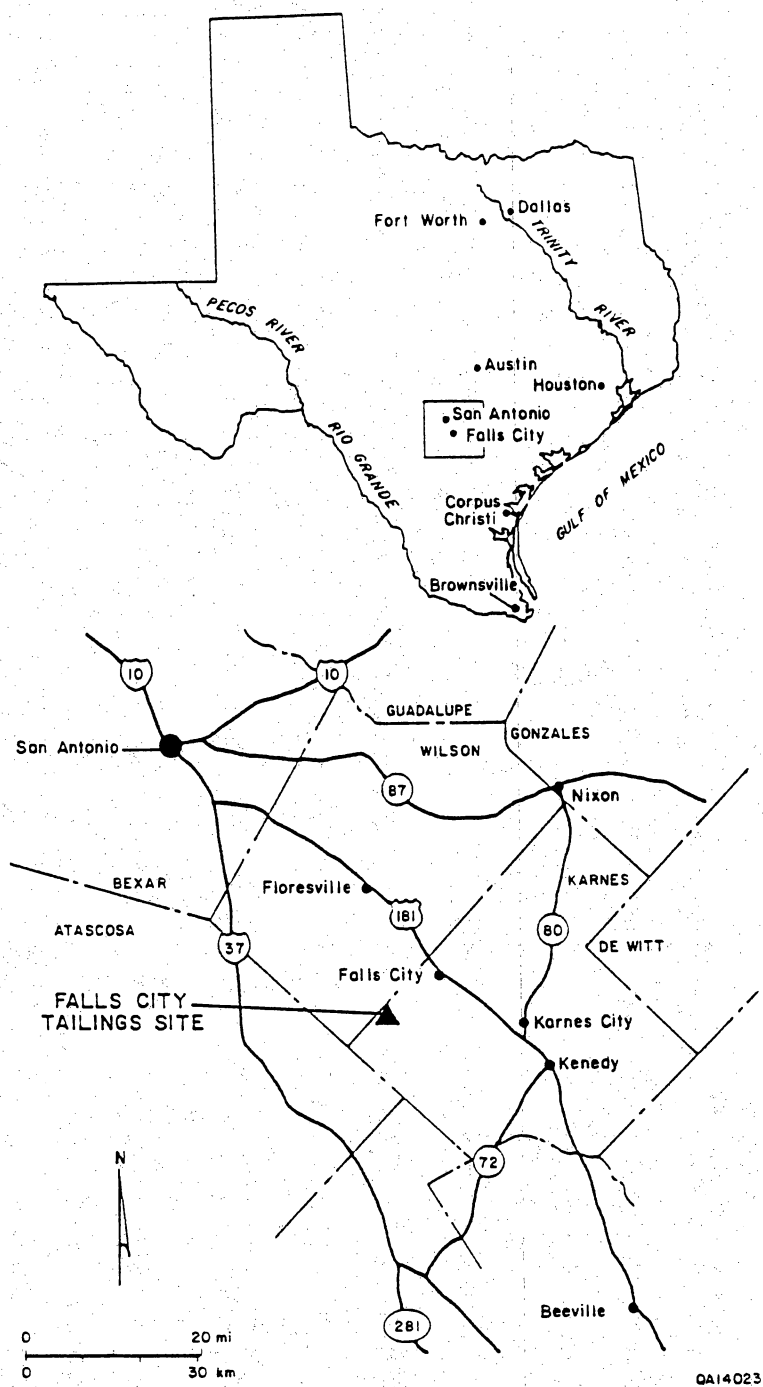 Dallas
Fort Worth
TRINITY
RIVER
PECOS RIVER
Austin
Houston
San Antonio
Falls City
RIO GRANDE
Corpus
Christi
GULF OF MEXICO
Brownsville
10
10
GUADALUPE
GONZALES
WILSON
San Antonio
87
Nixon
BEXAR
Floresville
KARNES
181
ATASCOSA
37
80
DE WITT
Falls City
FALLS CITY
TAILINGS SITE
Karnes City
Kenedy
N
72
Beeville
281
0 20 mi
0 30 km
QA14023